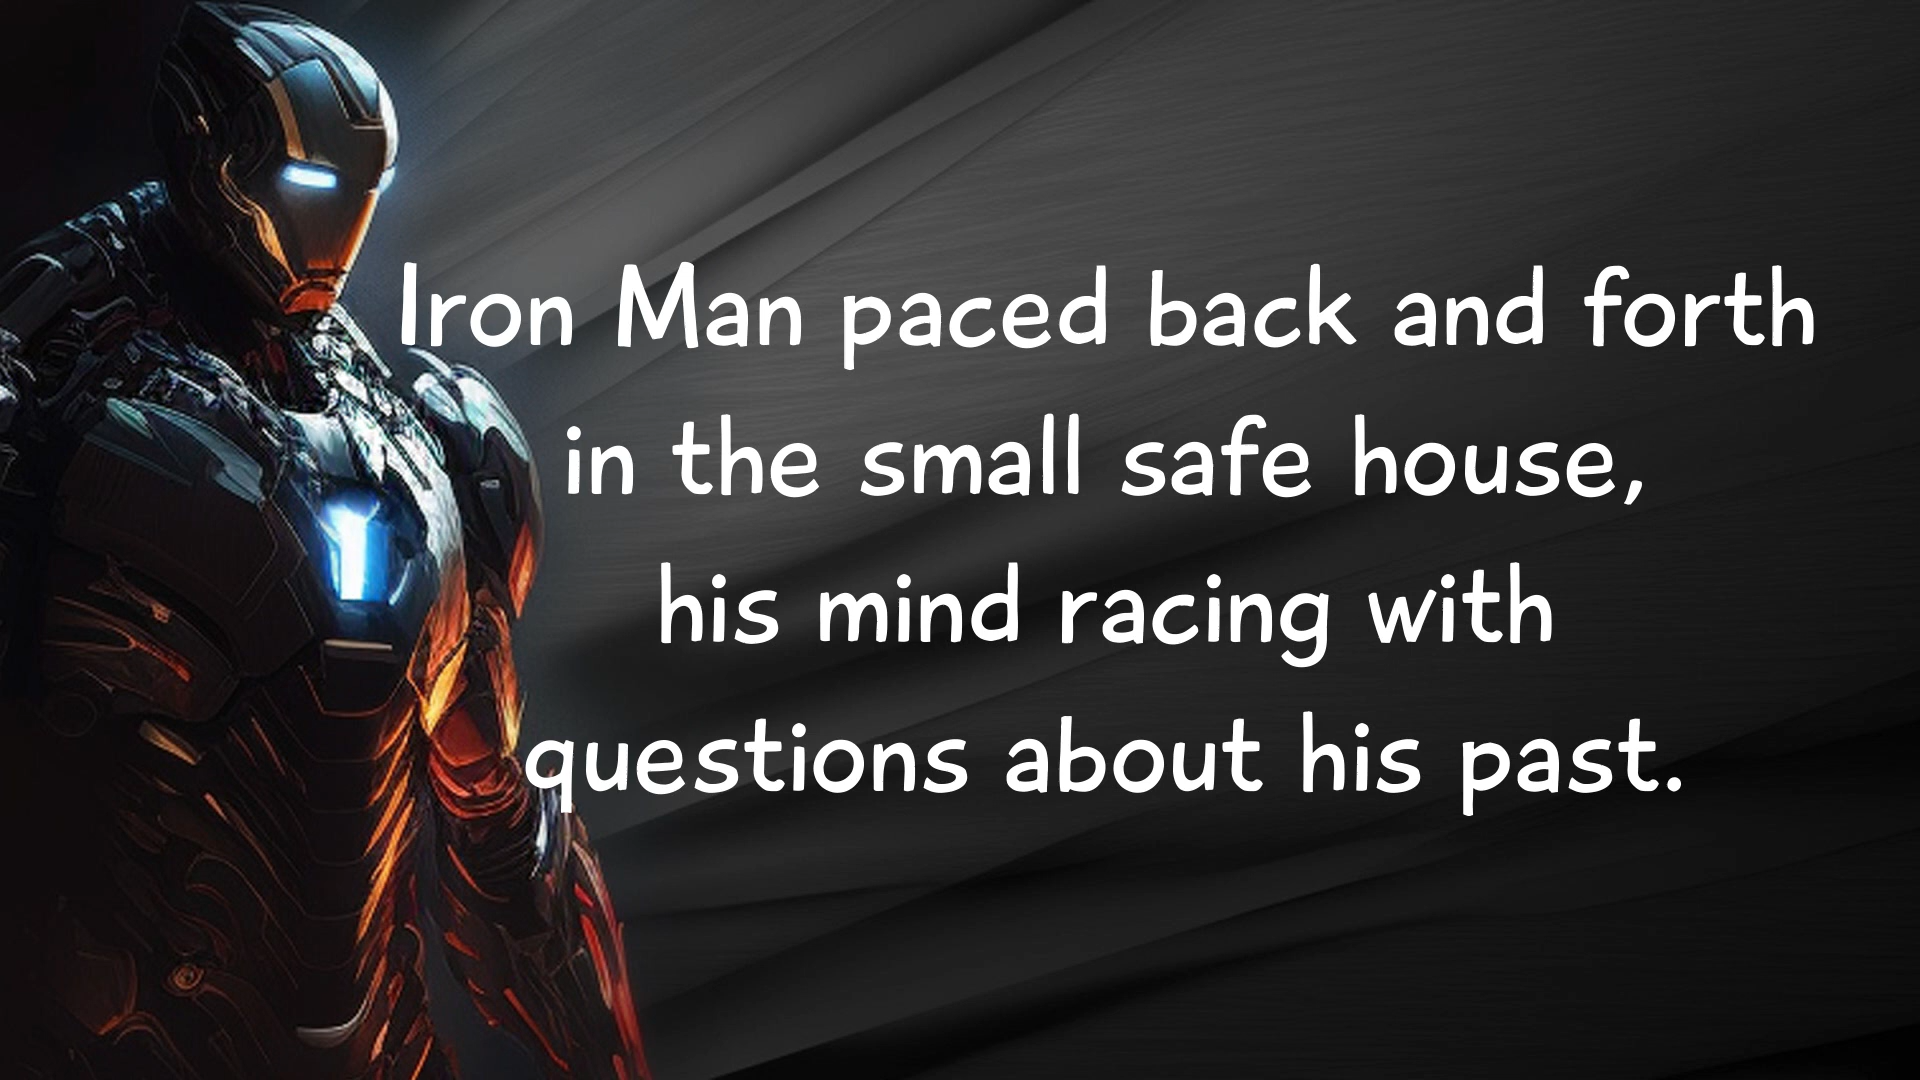 Iron Man paced back and forth
in the small safe house,
his mind racing with
questions about his past.